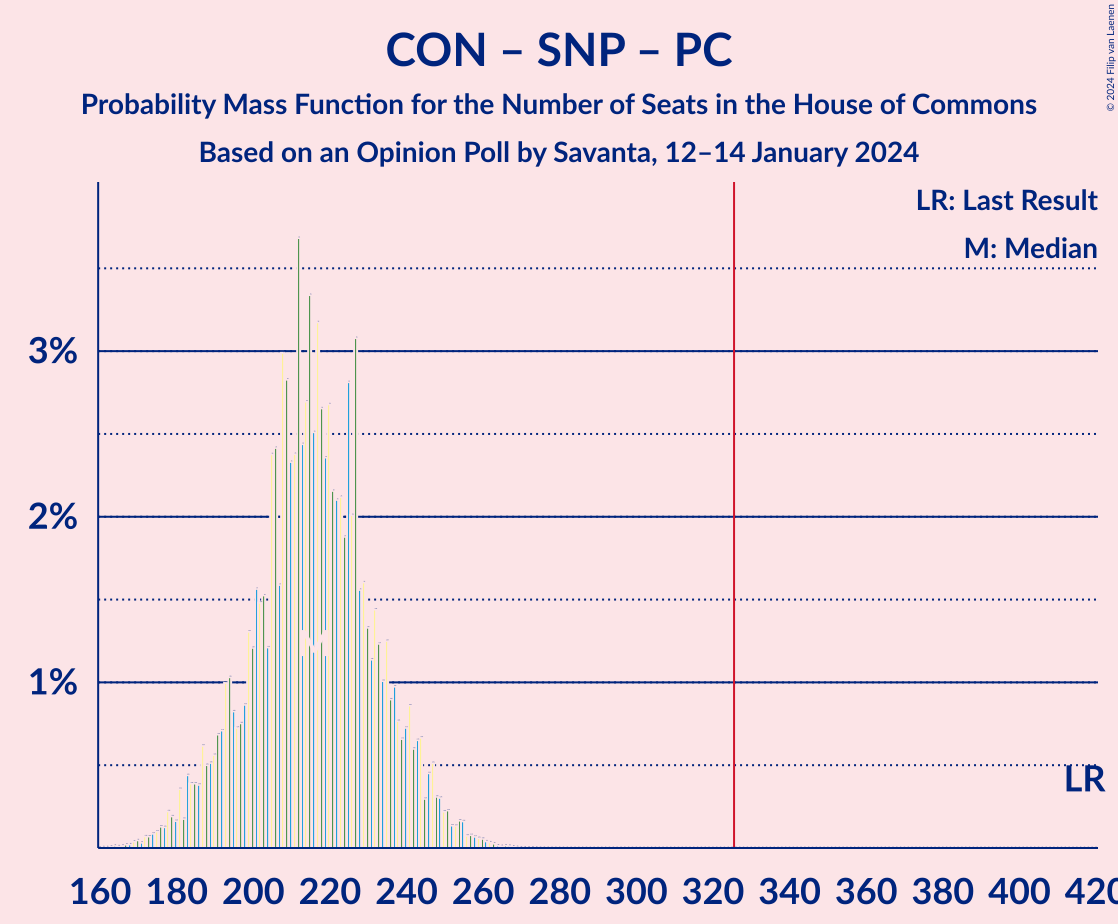 CON – SNP – PC
Probability Mass Function for the Number of Seats in the House of Commons
Based on an Opinion Poll by Savanta, 12–14 January 2024
© 2024 Filip van Laenen
LR: Last Result
M: Median
3%
2%
1%
LR
160 180 200 220 240 260 280 300 320 340 360 380 400 420